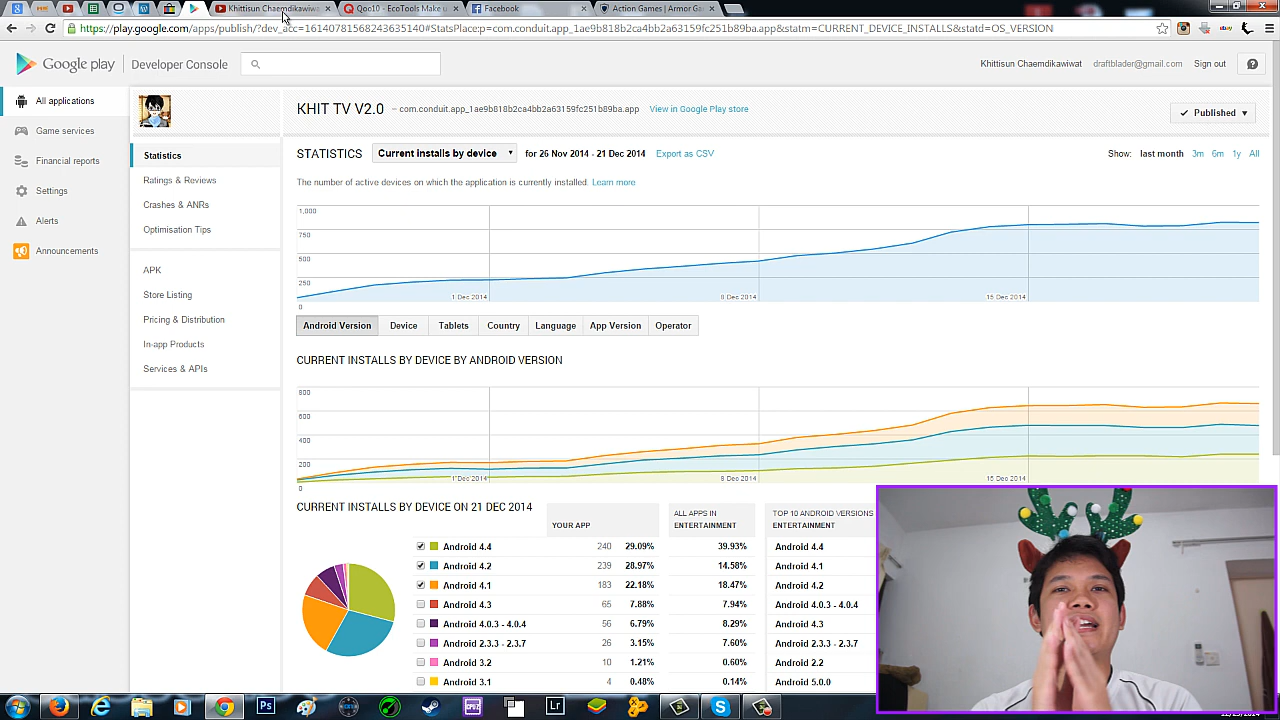 Khittisun Chaemdikawiwa
Qoo10 - EcoTools Make u
Facebook
Action Games | Armor Ga
https://play.google.com/apps/publish/?dev_acc=16140781568243635140#StatsPlace:p=com.conduit.app_1ae9b818b2ca4bb2a63159fc251b89ba.app&statm=CURRENT_DEVICE_INSTALLS&statd=OS_VERSION
Google play
Developer Console
Khittisun Chaemdikawiwat
draftblader@gmail.com
Sign out
All applications
Game services
Financial reports
Settings
Alerts
Announcements
Statistics
Ratings & Reviews
Crashes & ANRs
Optimisation Tips
APK
Store Listing
Pricing & Distribution
In-app Products
Services & APIs
KHIT TV V2.0 – com.conduit.app_1ae9b818b2ca4bb2a63159fc251b89ba.app View in Google Play store
Published
STATISTICS Current installs by device for 26 Nov 2014 - 21 Dec 2014 Export as CSV
Show: last month 3m 6m 1y All
The number of active devices on which the application is currently installed. Learn more
1,000
750
500
250
0
1 Dec 2014
8 Dec 2014
15 Dec 2014
Android Version Device Tablets Country Language App Version Operator
CURRENT INSTALLS BY DEVICE BY ANDROID VERSION
800
600
400
200
0
1 Dec 2014
8 Dec 2014
15 Dec 2014
CURRENT INSTALLS BY DEVICE ON 21 DEC 2014
YOUR APP
ALL APPS IN
ENTERTAINMENT
TOP 10 ANDROID VERSIONS
ENTERTAINMENT
Android 4.4 240 29.09% 39.93% Android 4.4
Android 4.2 239 28.97% 14.58% Android 4.1
Android 4.1 183 22.18% 18.47% Android 4.2
Android 4.3 65 7.88% 7.94% Android 4.0.3 - 4.0.4
Android 4.0.3 - 4.0.4 56 6.79% 8.29% Android 4.3
Android 2.3.3 - 2.3.7 26 3.15% 7.60% Android 2.3.3 - 2.3.7
Android 3.2 10 1.21% 0.60% Android 2.2
Android 3.1 4 0.48% 0.14% Android 5.0.0